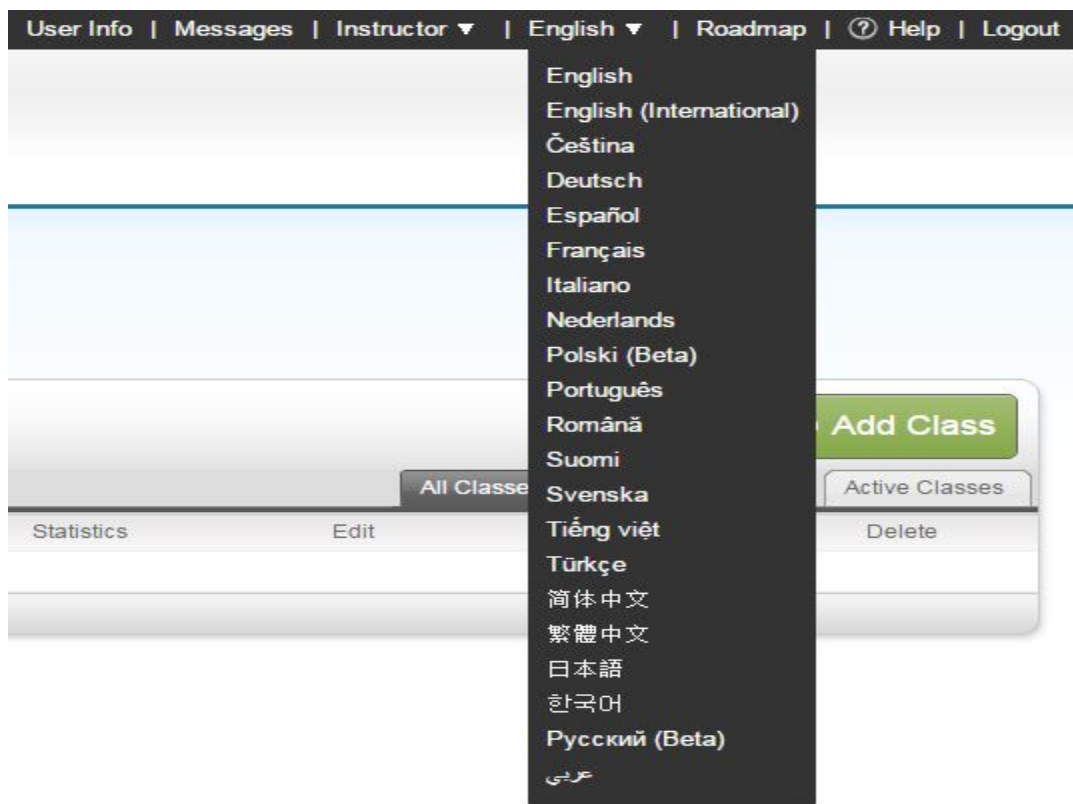 User Info | Messages | Instructor ▼ | English ▼ | Roadmap | ? Help | Logout
English
English (International)
Čeština
Deutsch
Español
Français
Italiano
Nederlands
Polski (Beta)
Português
Română
Suomi
Svenska
Tiếng việt
Türkçe
简体中文
繁體中文
日本語
한국어
Русский (Beta)
عربى
Add Class
All Classe
Active Classes
Statistics Edit Delete